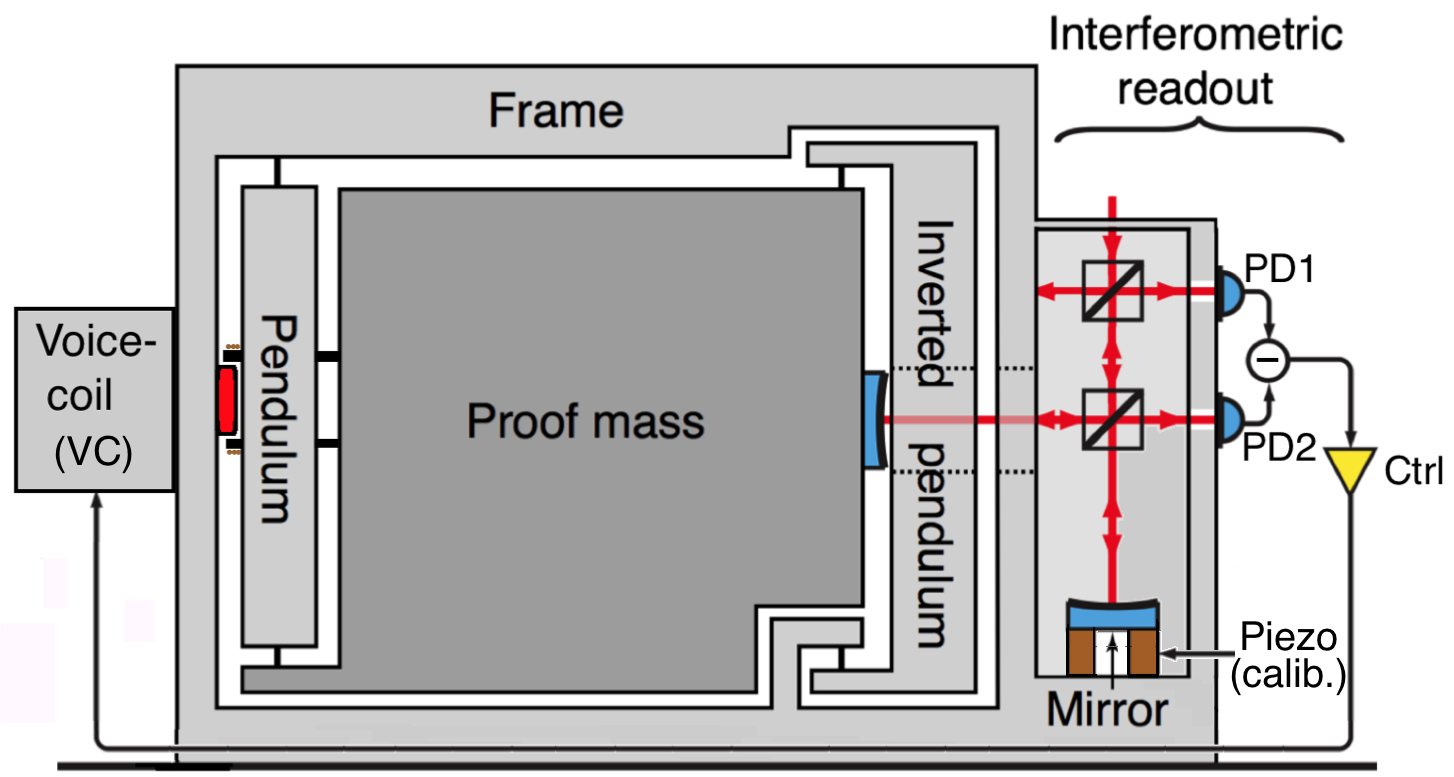 Interferometric
readout
Frame
PD1
Voice-
coil
(VC)
Pendulum
Proof mass
Inverted pendulum
−
PD2
Ctrl
Piezo
(calib.)
Mirror